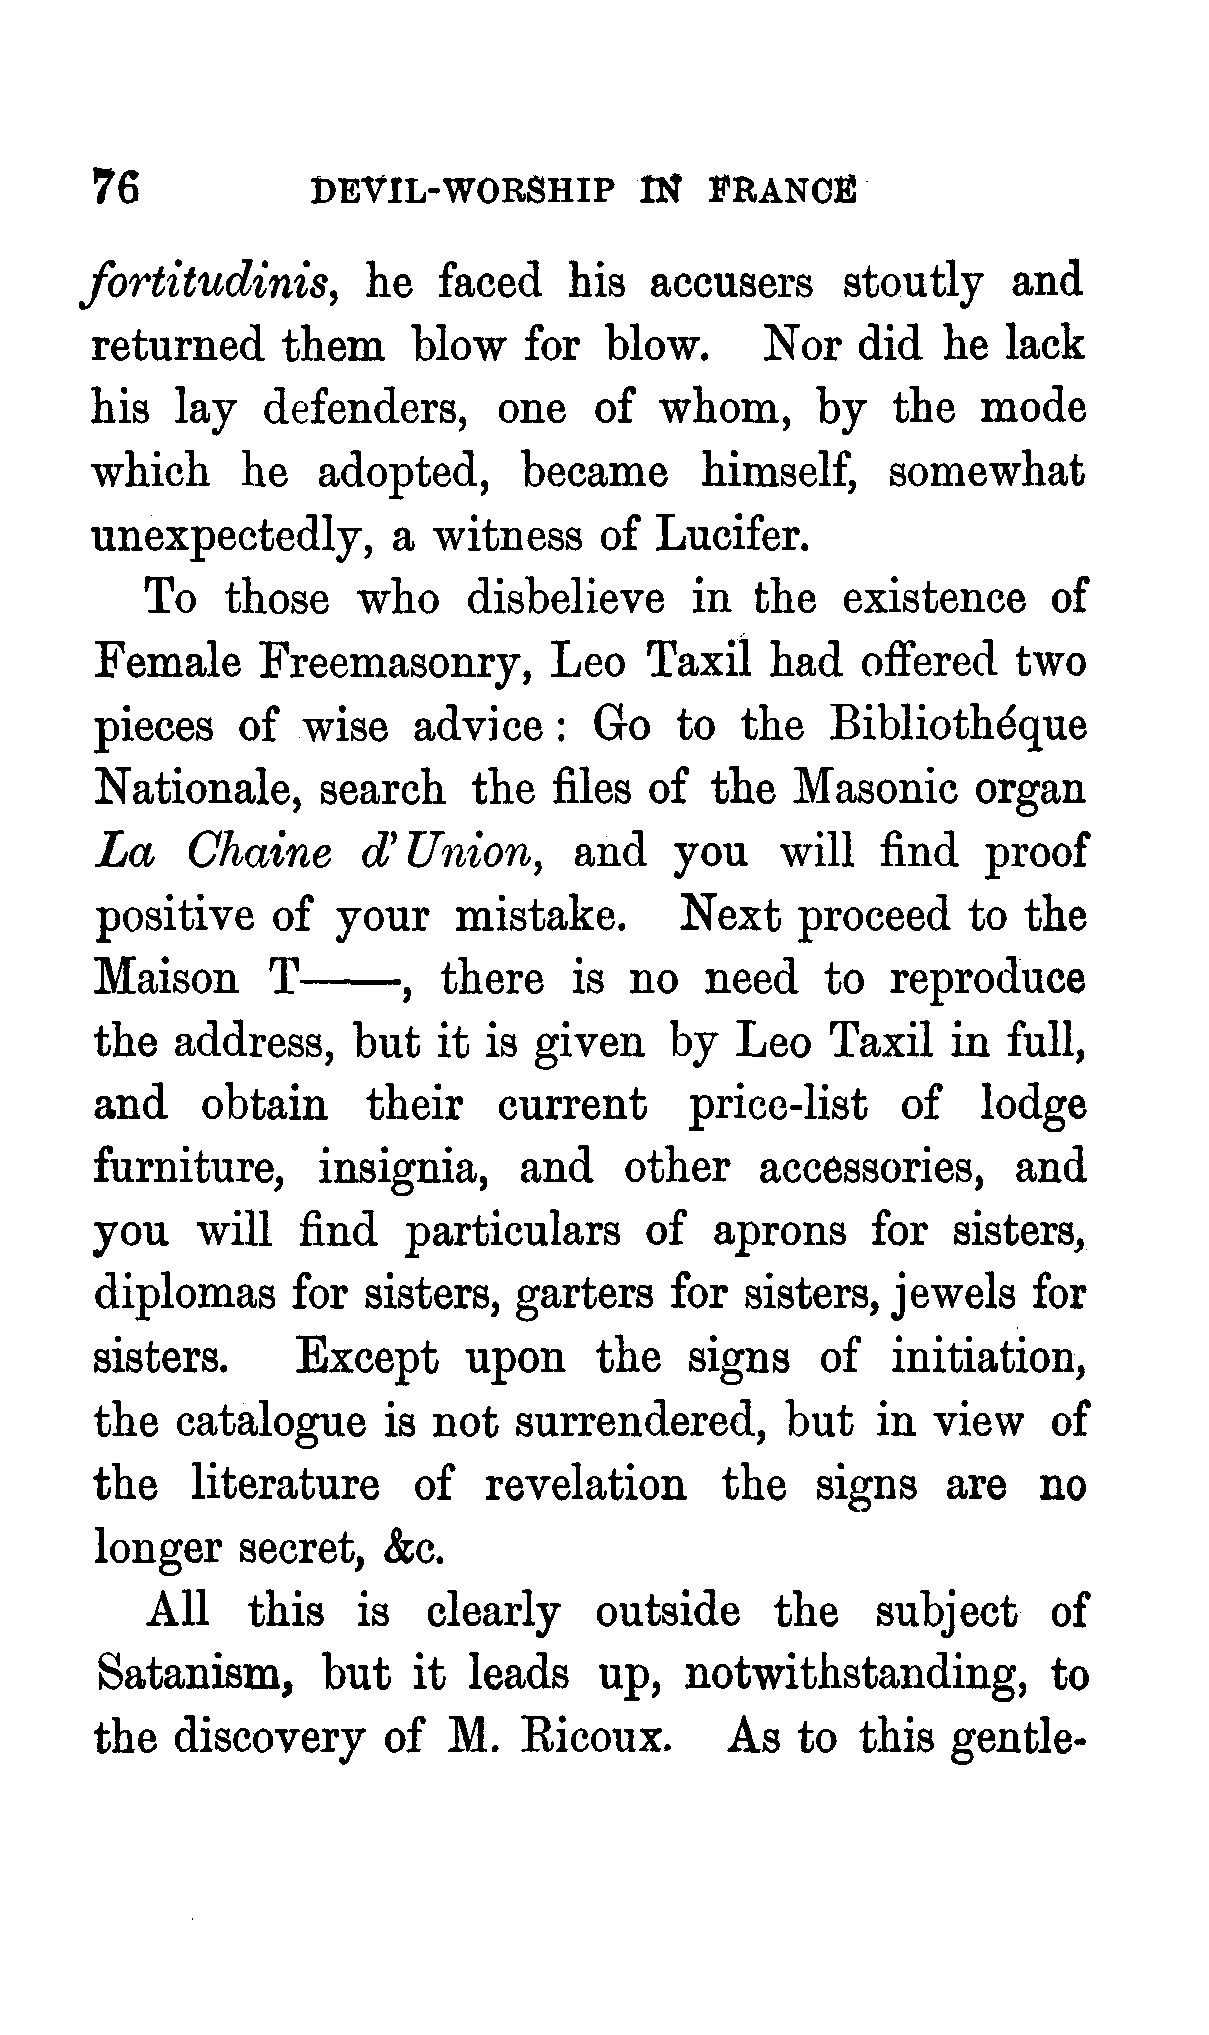 76 DEVIL-WORSHIP IN FRANCE
fortitudinis, he faced his accusers stoutly and
returned them blow for blow. Nor did he lack
his lay defenders, one of whom, by the mode
which he adopted, became himself, somewhat
unexpectedly, a witness of Lucifer.
To those who disbelieve in the existence of
Female Freemasonry, Leo Taxil had offered two
pieces of wise advice : Go to the Bibliothéque
Nationale, search the files of the Masonic organ
La Chaine d'Union, and you will find proof
positive of your mistake. Next proceed to the
Maison T——, there is no need to reproduce
the address, but it is given by Leo Taxil in full,
and obtain their current price-list of lodge
furniture, insignia, and other accessories, and
you will find particulars of aprons for sisters,
diplomas for sisters, garters for sisters, jewels for
sisters. Except upon the signs of initiation,
the catalogue is not surrendered, but in view of
the literature of revelation the signs are no
longer secret, &c.
All this is clearly outside the subject of
Satanism, but it leads up, notwithstanding, to
the discovery of M. Ricoux. As to this gentle-